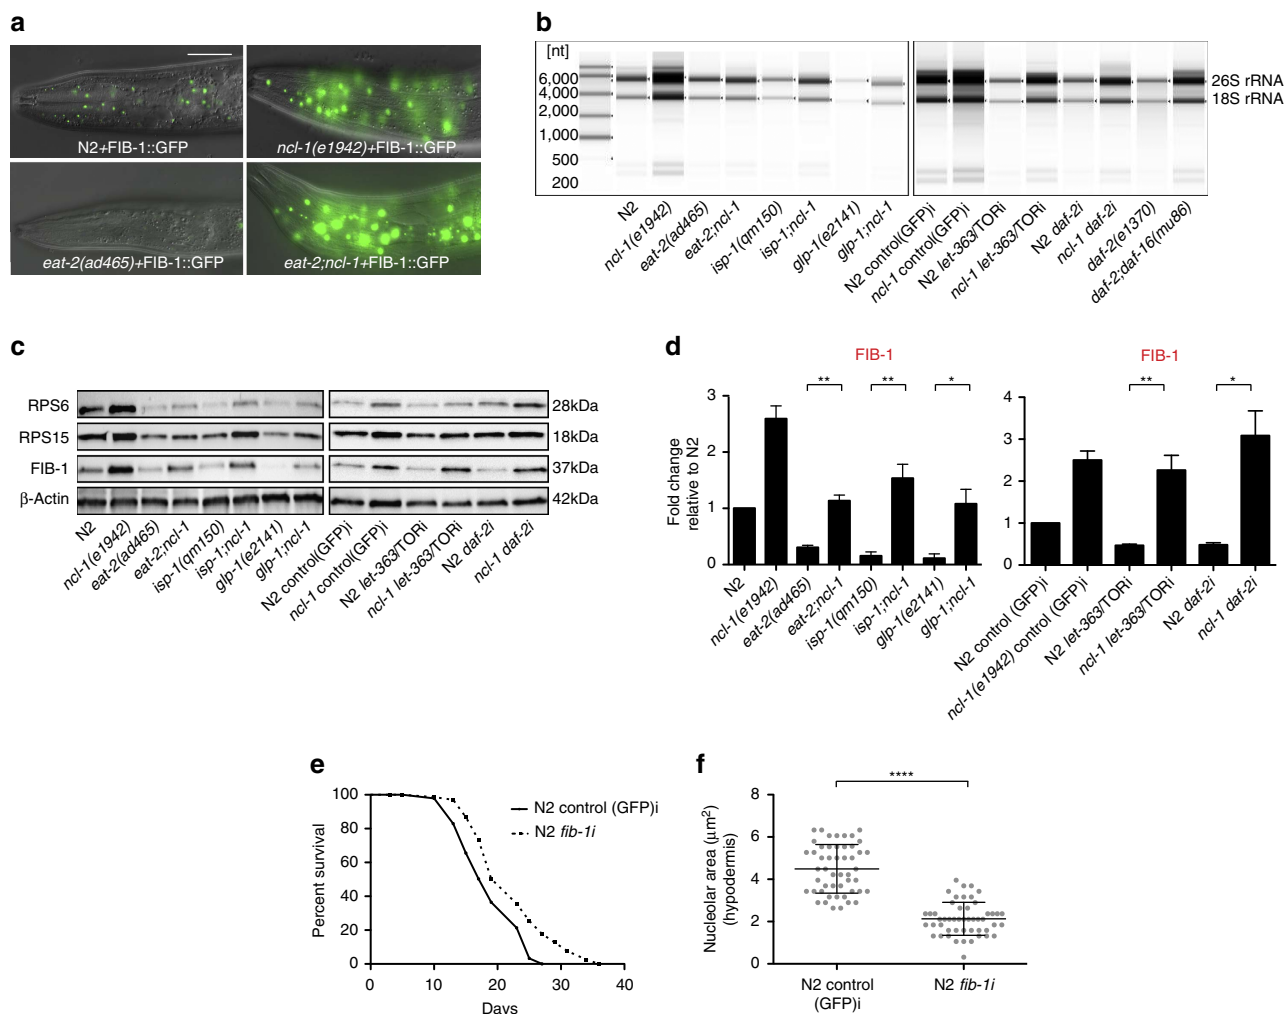 a
N2+FIB-1::GFP
ncl-1(e1942)+FIB-1::GFP
eat-2(ad465)+FIB-1::GFP
eat-2;ncl-1+FIB-1::GFP
b
[nt]
6,000
4,000
2,000
1,000
500
200
26S rRNA
18S rRNA
N2
ncl-1(e1942)
eat-2(ad465)
eat-2;ncl-1
isp-1(qm150)
isp-1;ncl-1
glp-1(e2141)
glp-1;ncl-1
N2 control(GFP)i
ncl-1 control(GFP)i
N2 let-363/TORi
ncl-1 let-363/TORi
N2 daf-2i
ncl-1 daf-2i
daf-2(e1370)
daf-2;daf-16(mu86)
c
RPS6
RPS15
FIB-1
β-Actin
28kDa
18kDa
37kDa
42kDa
N2
ncl-1(e1942)
eat-2(ad465)
eat-2;ncl-1
isp-1(qm150)
isp-1;ncl-1
glp-1(e2141)
glp-1;ncl-1
N2 control(GFP)i
ncl-1 control(GFP)i
N2 let-363/TORi
ncl-1 let-363/TORi
N2 daf-2i
ncl-1 daf-2i
d
FIB-1
Fold change
relative to N2
3
2
1
0
**
**
*
N2
ncl-1(e1942)
eat-2(ad465)
eat-2;ncl-1
isp-1(qm150)
isp-1;ncl-1
glp-1(e2141)
glp-1;ncl-1
FIB-1
4
3
2
1
0
**
*
N2 control (GFP)i
ncl-1(e1942) control (GFP)i
N2 let-363/TORi
ncl-1 let-363/TORi
N2 daf-2i
ncl-1 daf-2i
e
Percent survival
100
80
60
40
20
0
N2 control (GFP)i
N2 fib-1i
0
10
20
30
40
Days
f
Nucleolar area (μm²)
(hypodermis)
8
6
4
2
0
****
N2 control
(GFP)i
N2 fib-1i